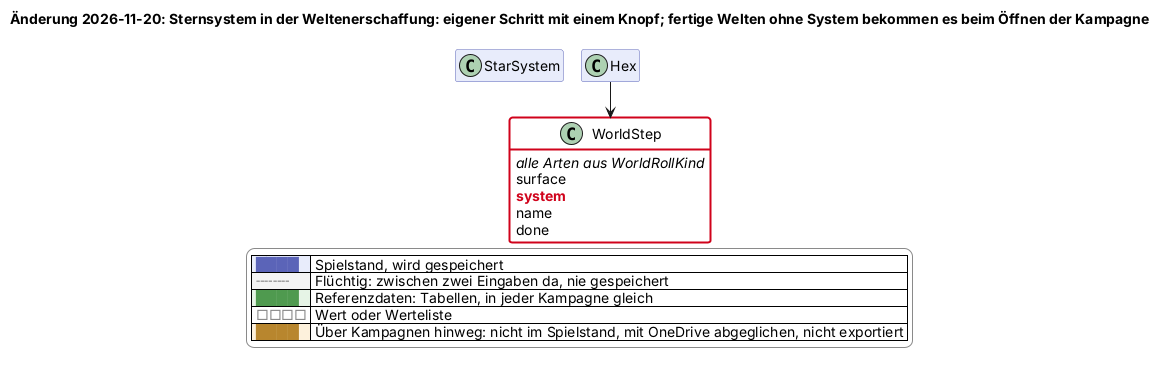 Änderung 2026-11-20: Sternsystem in der Weltenerschaffung: eigener Schritt mit einem Knopf; fertige Welten ohne System bekommen es beim Öffnen der Kampagne
C StarSystem
C Hex
C WorldStep
alle Arten aus WorldRollKind
surface
system
name
done
Spielstand, wird gespeichert
Flüchtig: zwischen zwei Eingaben da, nie gespeichert
Referenzdaten: Tabellen, in jeder Kampagne gleich
Wert oder Werteliste
Über Kampagnen hinweg: nicht im Spielstand, mit OneDrive abgeglichen, nicht exportiert